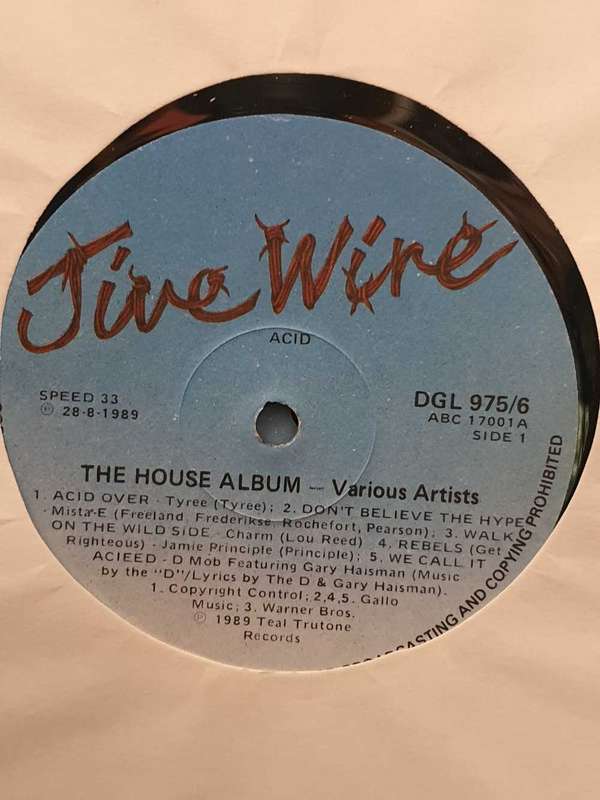 Jive Wire
ACID
SPEED 33
Ⓟ 28-8-1989
DGL 975/6
ABC 17001A
SIDE 1
THE HOUSE ALBUM — Various Artists
1. ACID OVER - Tyree (Tyree); 2. DON'T BELIEVE THE HYPE
- Mista-E (Freeland, Frederikse, Rochefort, Pearson); 3. WALK
ON THE WILD SIDE - Charm (Lou Reed) 4. REBELS (Get
Righteous) - Jamie Principle (Principle); 5. WE CALL IT
ACIEED - D Mob Featuring Gary Haisman (Music
by the "D"/Lyrics by The D & Gary Haisman).
1. Copyright Control; 2,4,5. Gallo
Music; 3. Warner Bros.
Ⓟ 1989 Teal Trutone
Records
AND COPYING PROHIBITED